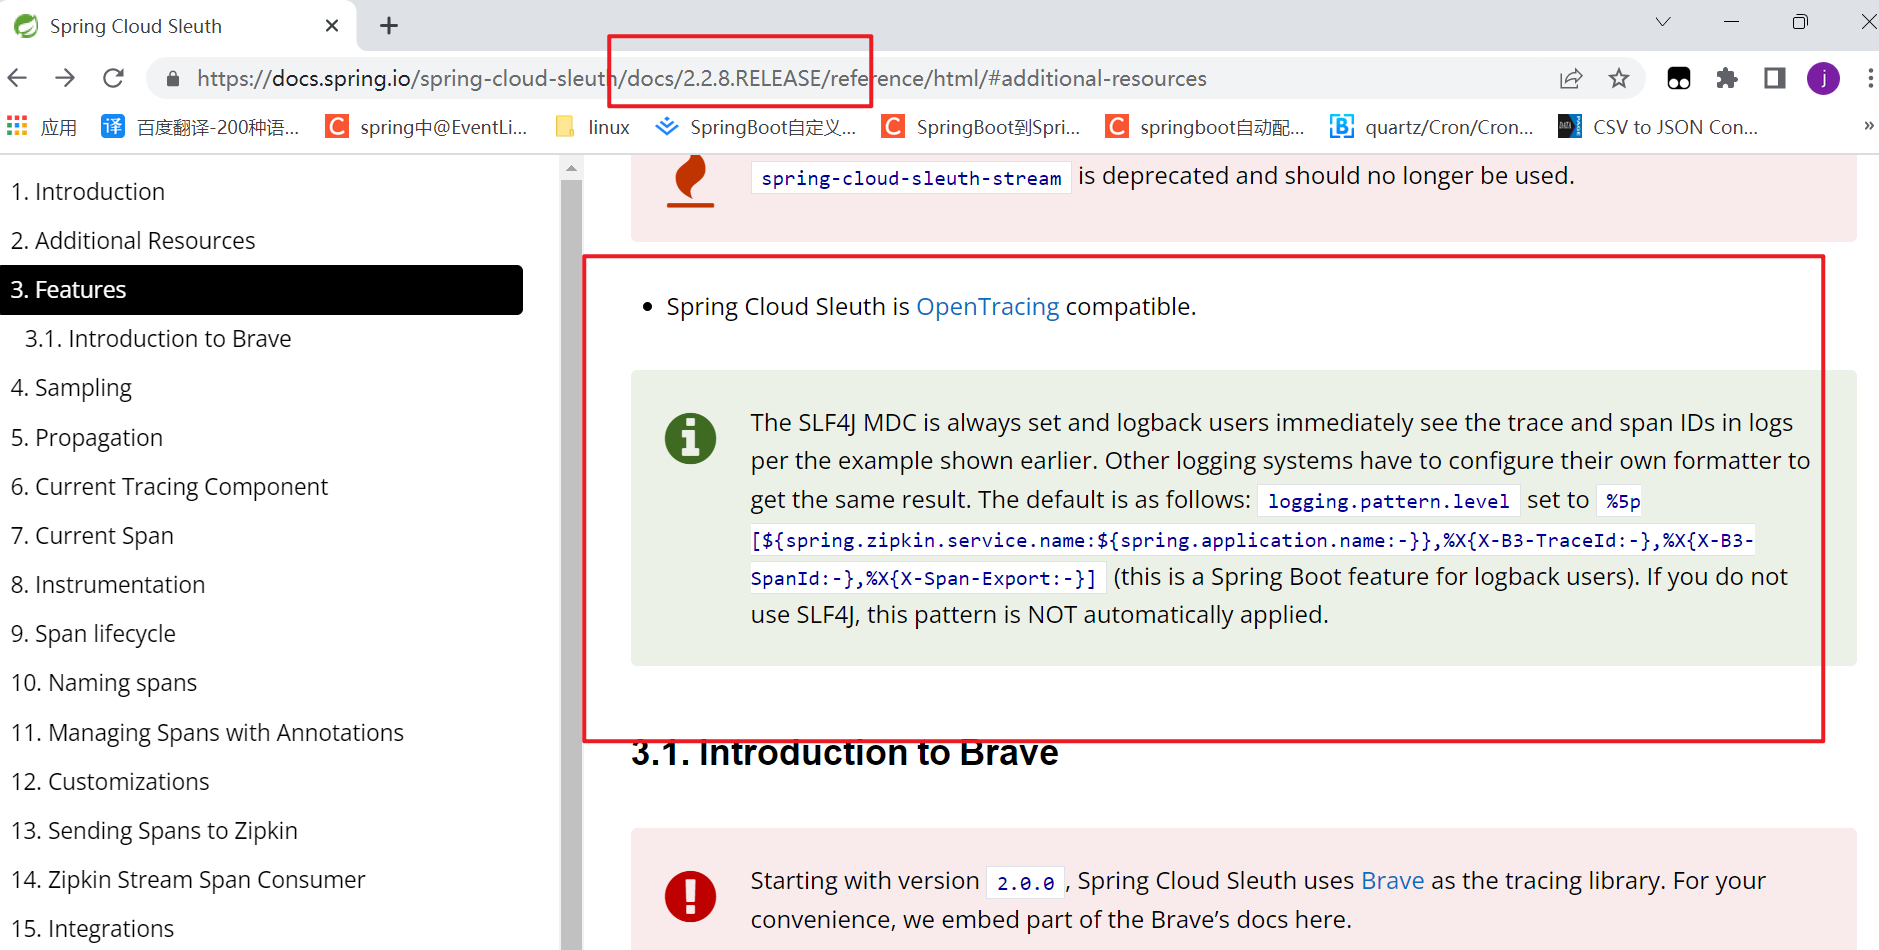 Spring Cloud Sleuth
https://docs.spring.io/spring-cloud-sleuth/docs/2.2.8.RELEASE/reference/html/#additional-resources
j
应用
译
百度翻译-200种语...
C
spring中@EventLi...
linux
SpringBoot自定义...
C
SpringBoot到Spri...
C
springboot自动配...
B
quartz/Cron/Cron...
CSV to JSON Con...
»
1. Introduction
2. Additional Resources
3. Features
3.1. Introduction to Brave
4. Sampling
5. Propagation
6. Current Tracing Component
7. Current Span
8. Instrumentation
9. Span lifecycle
10. Naming spans
11. Managing Spans with Annotations
12. Customizations
13. Sending Spans to Zipkin
14. Zipkin Stream Span Consumer
15. Integrations
spring-cloud-sleuth-stream is deprecated and should no longer be used.
• Spring Cloud Sleuth is OpenTracing compatible.
The SLF4J MDC is always set and logback users immediately see the trace and span IDs in logs
per the example shown earlier. Other logging systems have to configure their own formatter to
get the same result. The default is as follows: logging.pattern.level set to %5p
[${spring.zipkin.service.name:${spring.application.name:-}},%X{X-B3-TraceId:-},%X{X-B3-
SpanId:-},%X{X-Span-Export:-}] (this is a Spring Boot feature for logback users). If you do not
use SLF4J, this pattern is NOT automatically applied.
3.1. Introduction to Brave
Starting with version 2.0.0, Spring Cloud Sleuth uses Brave as the tracing library. For your
convenience, we embed part of the Brave’s docs here.